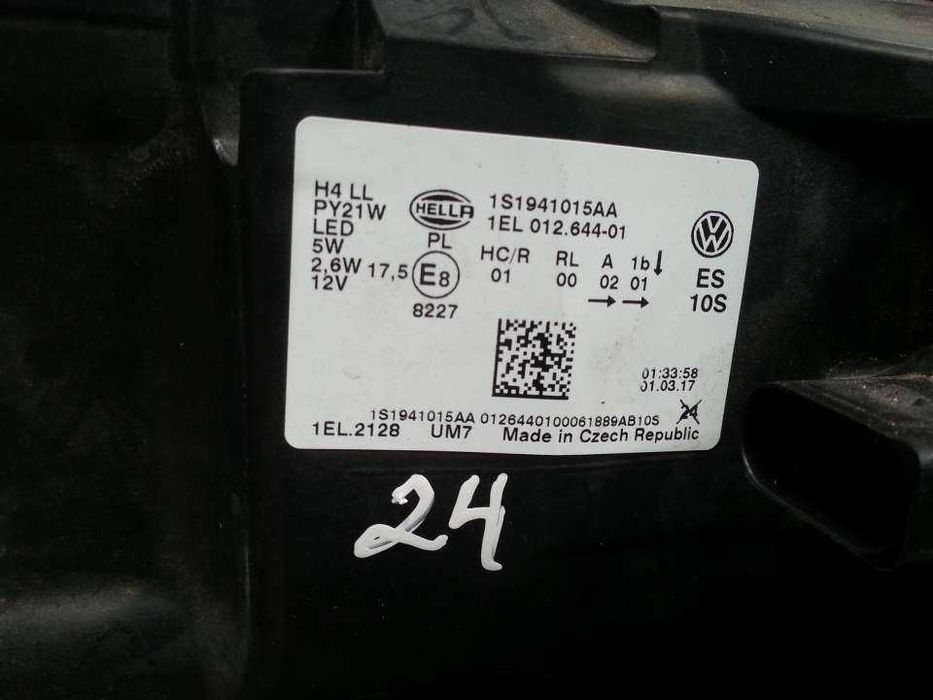 H4 LL
PY21W
LED
5W
2,6W
12V
17,5
HELLA
PL
E8
8227
1S1941015AA
1EL 012.644-01
HC/R RL A 1b↓
01 00 02 01
→ →
VW
ES
10S
01:33:58
01.03.17
24
1S1941015AA 0126440100061889AB10S
1EL.2128 UM7 Made in Czech Republic
24